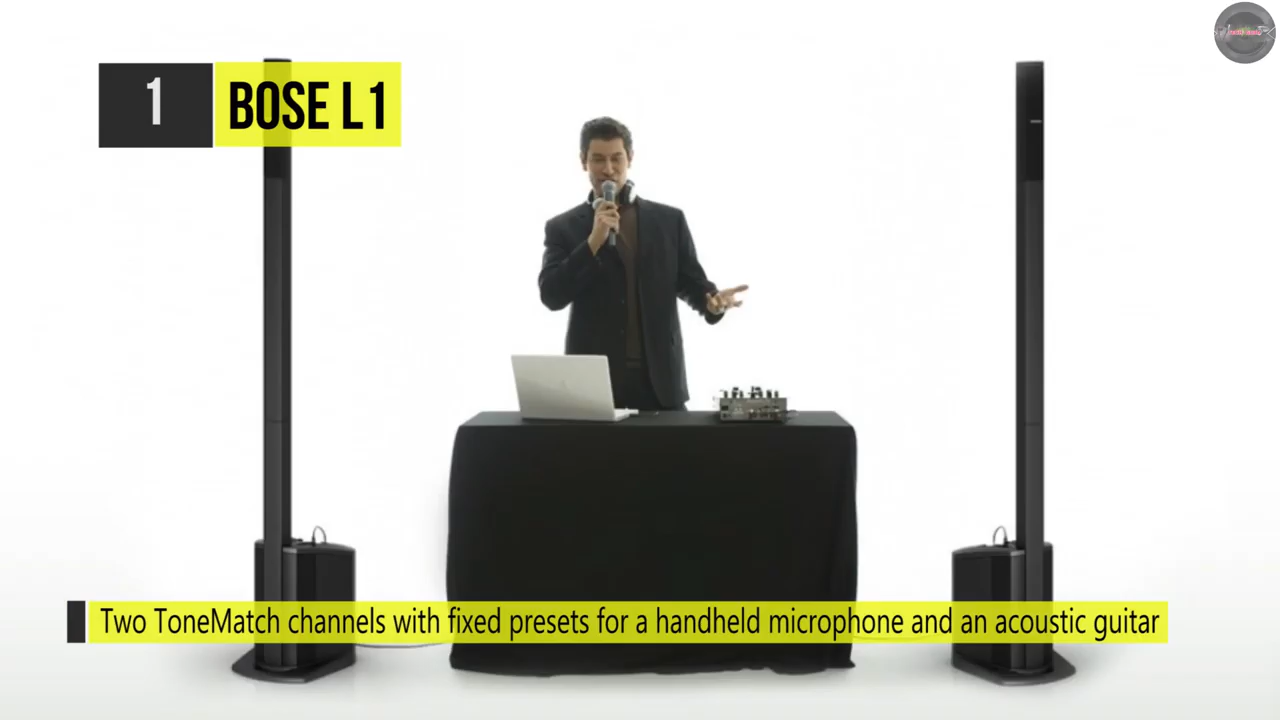 1
BOSE L1
Two ToneMatch channels with fixed presets for a handheld microphone and an acoustic guitar